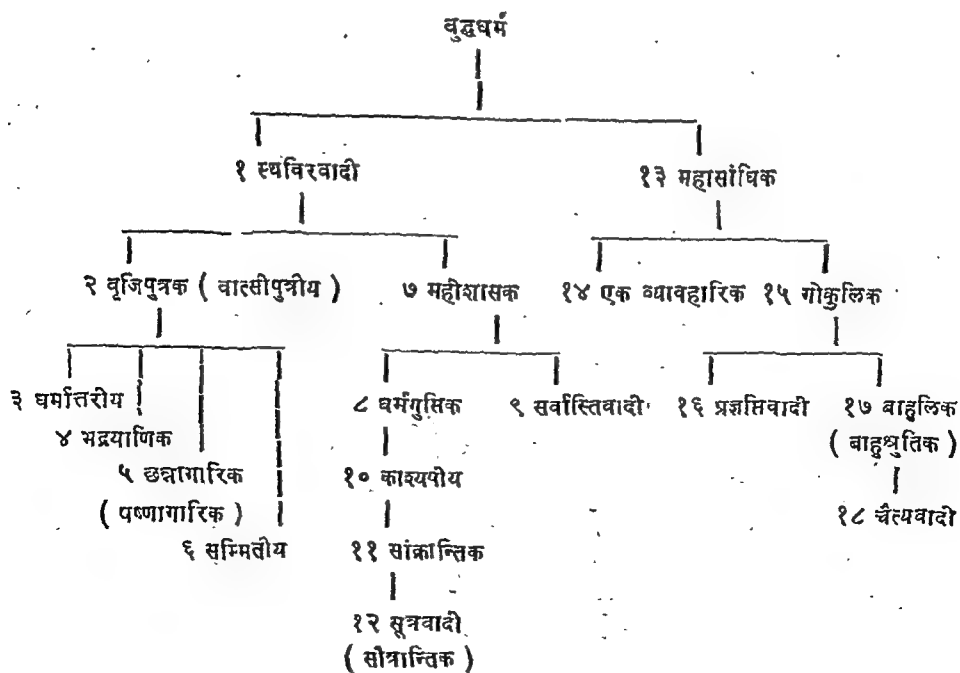 बुद्धधर्म
१ स्थविरवादी १३ महासांघिक
२ वृजिपुत्रक ( वात्सीपुत्रीय ) ७ महीशासक १४ एक व्यावहारिक १५ गोकुलिक
३ धर्मोत्तरीय ८ धर्मगुप्तिक ९ सर्वास्तिवादी १६ प्रज्ञप्तिवादी १७ बाहुलिक
४ भद्रयाणिक ( बाहुश्रुतिक )
५ छन्नागारिक १० काश्यपीय
( षण्णागारिक ) १८ चैत्यवादी
६ सम्मितीय ११ सांक्रान्तिक
१२ सूत्रवादी
( सौत्रान्तिक )